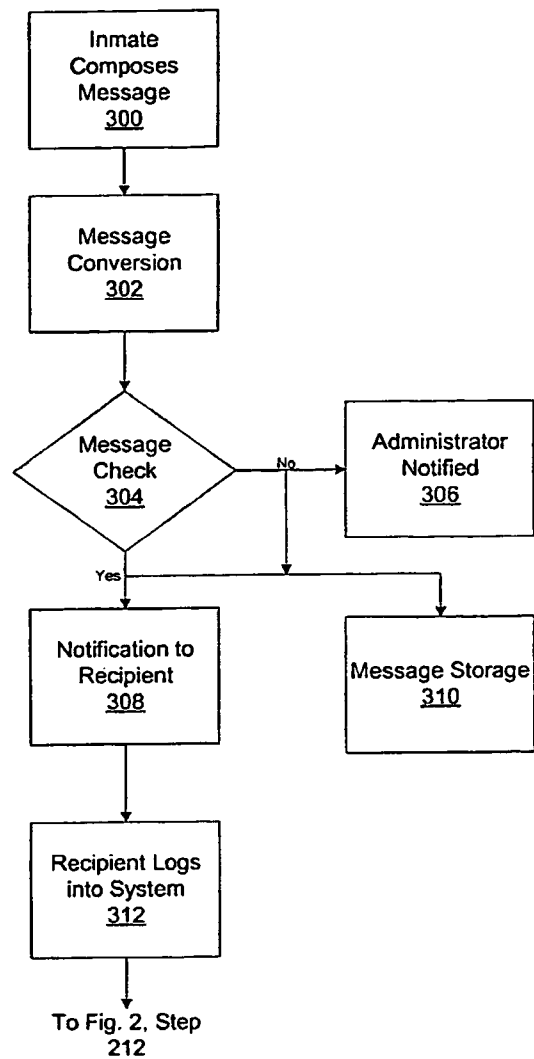 Inmate
Composes
Message
300
Message
Conversion
302
Message
Check
304
No
Administrator
Notified
306
Yes
Notification to
Recipient
308
Message Storage
310
Recipient Logs
into System
312
To Fig. 2, Step
212